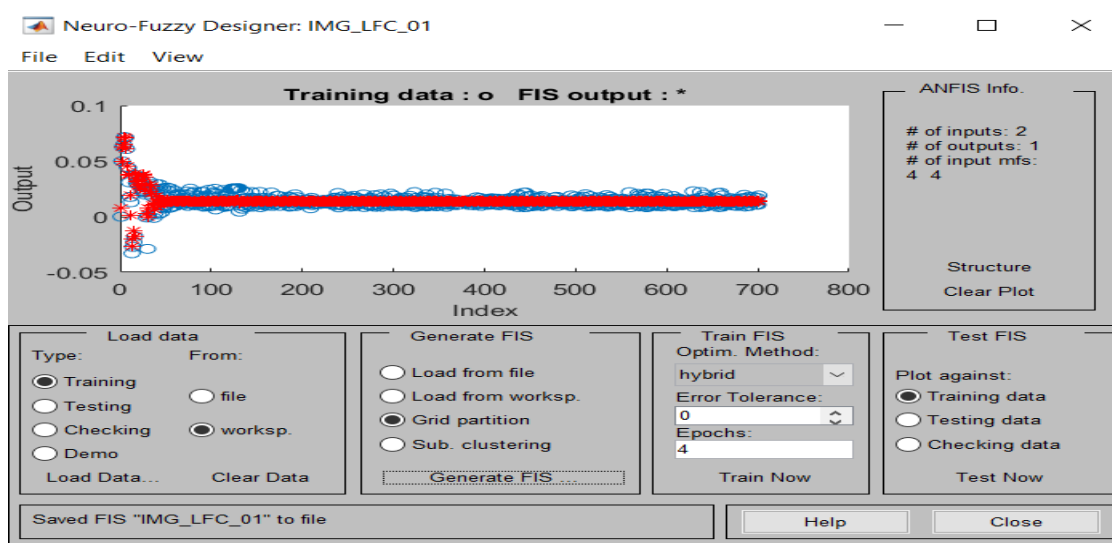 Neuro-Fuzzy Designer: IMG_LFC_01
File Edit View
Training data : o FIS output : *
0.1
0.05
0
-0.05
Output
0 100 200 300 400 500 600 700 800
Index
ANFIS Info.
# of inputs: 2
# of outputs: 1
# of input mfs:
4 4
Structure
Clear Plot
Load data
Type: From:
Training
Testing
Checking
Demo
file
worksp.
Load Data... Clear Data
Generate FIS
Load from file
Load from worksp.
Grid partition
Sub. clustering
Generate FIS ...
Train FIS
Optim. Method:
hybrid
Error Tolerance:
0
Epochs:
4
Train Now
Test FIS
Plot against:
Training data
Testing data
Checking data
Test Now
Saved FIS "IMG_LFC_01" to file
Help Close